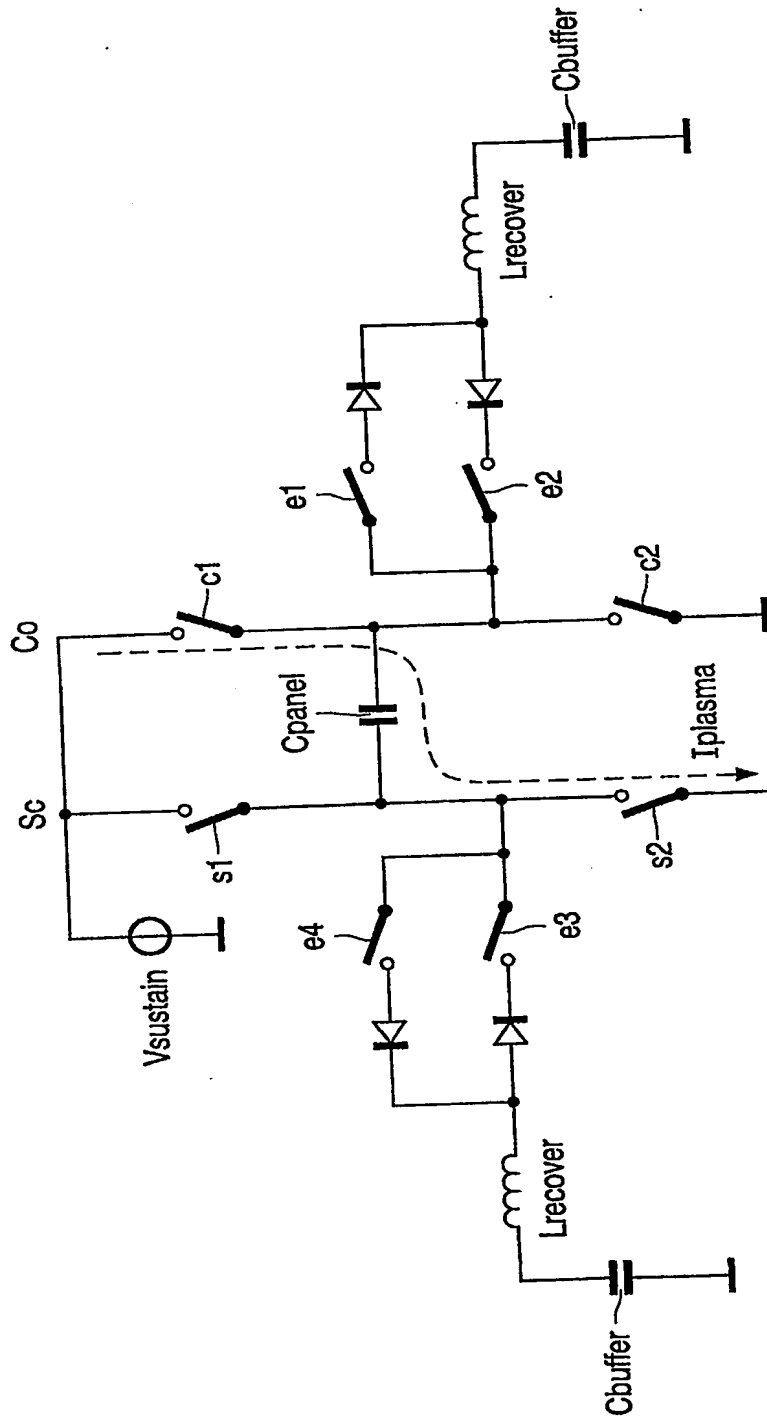 Sc
Co
Vsustain
s1
c1
Cpanel
e4
e1
e3
e2
Lrecover
Lrecover
Cbuffer
Cbuffer
s2
c2
Iplasma